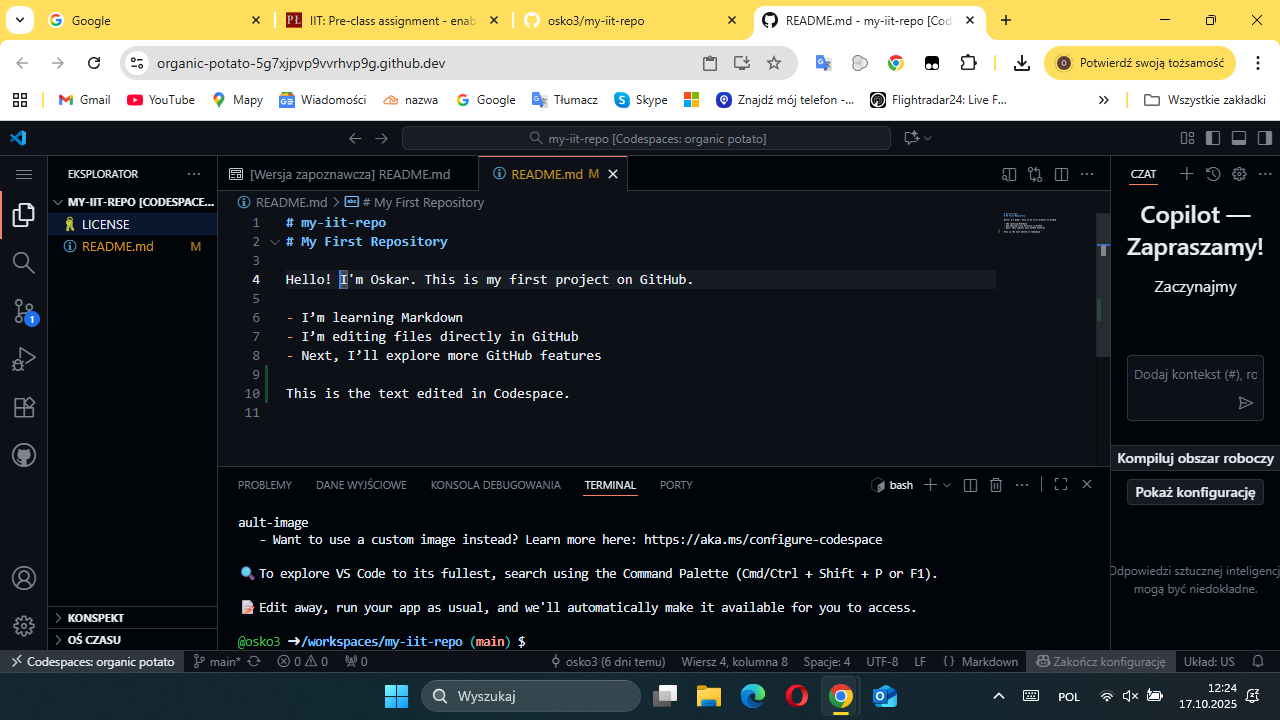 Google
IIT: Pre-class assignment - enab
osko3/my-iit-repo
README.md - my-iit-repo [Cod
organic-potato-5g7xjpvp9vvrhvp9g.github.dev
Potwierdź swoją tożsamość
Gmail
YouTube
Mapy
Wiadomości
nazwa
Google
Tłumacz
Skype
Znajdź mój telefon -...
Flightradar24: Live F...
Wszystkie zakładki
my-iit-repo [Codespaces: organic potato]
EKSPLORATOR
MY-IIT-REPO [CODESPACE...
LICENSE
README.md M
1
[Wersja zapoznawcza] README.md
README.md M
README.md > # My First Repository
1 # my-iit-repo
2 # My First Repository
3
4 Hello! I'm Oskar. This is my first project on GitHub.
5
6 - I’m learning Markdown
7 - I’m editing files directly in GitHub
8 - Next, I’ll explore more GitHub features
9
10 This is the text edited in Codespace.
11
CZAT
Copilot —
Zapraszamy!
Zaczynajmy
Dodaj kontekst (#), ro
Kompiluj obszar roboczy
Pokaż konfigurację
Odpowiedzi sztucznej inteligencj
mogą być niedokładne.
PROBLEMY
DANE WYJŚCIOWE
KONSOLA DEBUGOWANIA
TERMINAL
PORTY
bash
ault-image
- Want to use a custom image instead? Learn more here: https://aka.ms/configure-codespace
To explore VS Code to its fullest, search using the Command Palette (Cmd/Ctrl + Shift + P or F1).
Edit away, run your app as usual, and we'll automatically make it available for you to access.
@osko3 ➜/workspaces/my-iit-repo (main) $
KONSPEKT
OŚ CZASU
Codespaces: organic potato
main*
0 0
0
osko3 (6 dni temu)
Wiersz 4, kolumna 8
Spacje: 4
UTF-8
LF
{} Markdown
Zakończ konfigurację
Układ: US
Wyszukaj
POL
12:24
17.10.2025